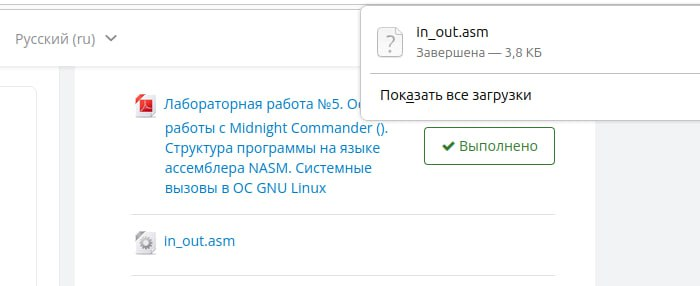 in_out.asm
Завершена — 3,8 КБ
Показать все загрузки
Русский (ru)
Лабораторная работа №5. Ос
работы с Midnight Commander ().
Структура программы на языке
ассемблера NASM. Системные
вызовы в ОС GNU Linux
Выполнено
in_out.asm